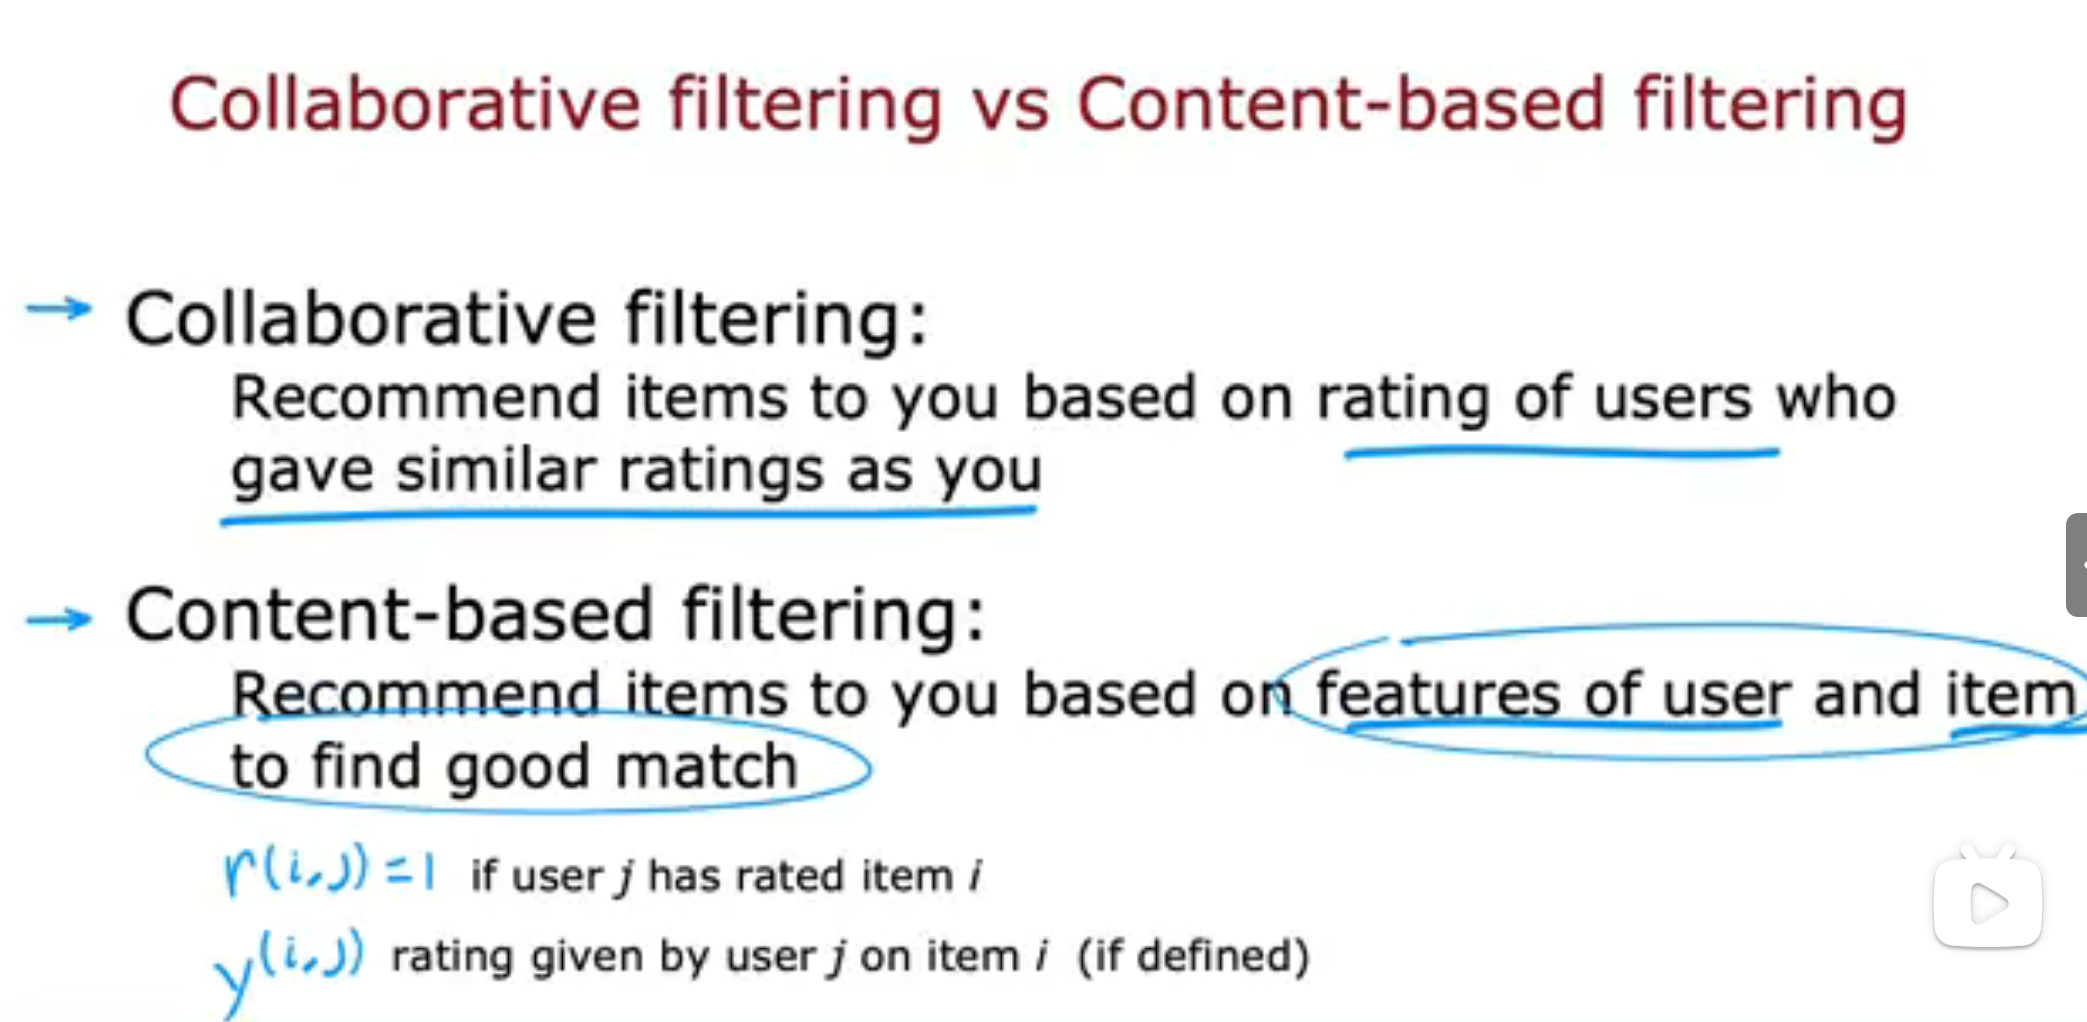 Collaborative filtering vs Content-based filtering
→ Collaborative filtering:
Recommend items to you based on rating of users who
gave similar ratings as you
→ Content-based filtering:
Recommend items to you based on features of user and item
to find good match
r(i,j)=1 if user j has rated item i
y(i,j) rating given by user j on item i (if defined)